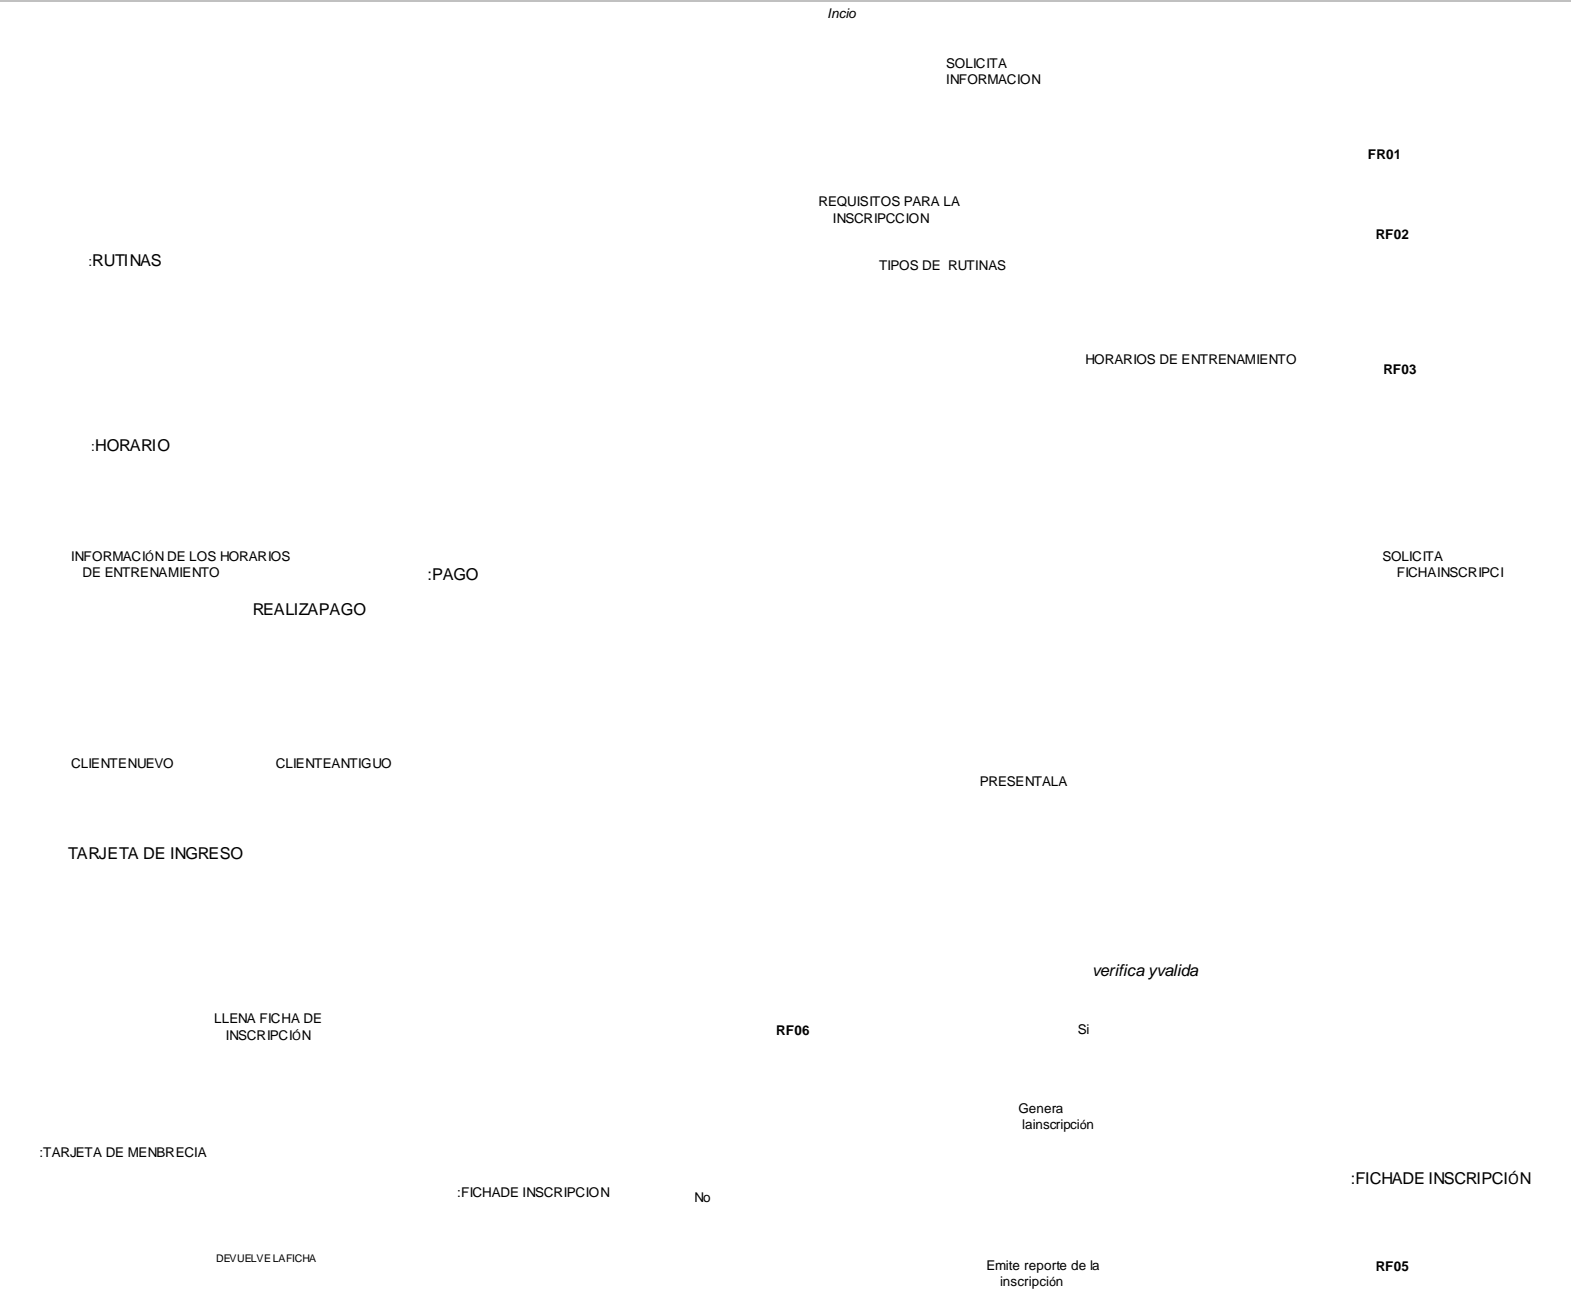 Incio
SOLICITA
INFORMACION
FR01
REQUISITOS PARA LA
INSCRIPCCION
RF02
:RUTINAS
TIPOS DE RUTINAS
HORARIOS DE ENTRENAMIENTO
RF03
:HORARIO
INFORMACIÓN DE LOS HORARIOS
DE ENTRENAMIENTO
:PAGO
SOLICITA
FICHAINSCRIPCI
REALIZAPAGO
CLIENTENUEVO
CLIENTEANTIGUO
PRESENTALA
TARJETA DE INGRESO
verifica yvalida
LLENA FICHA DE
INSCRIPCIÓN
RF06
Si
Genera
lainscripción
:TARJETA DE MENBRECIA
:FICHADE INSCRIPCIÓN
:FICHADE INSCRIPCION
No
DEVUELVE LAFICHA
Emite reporte de la
inscripción
RF05